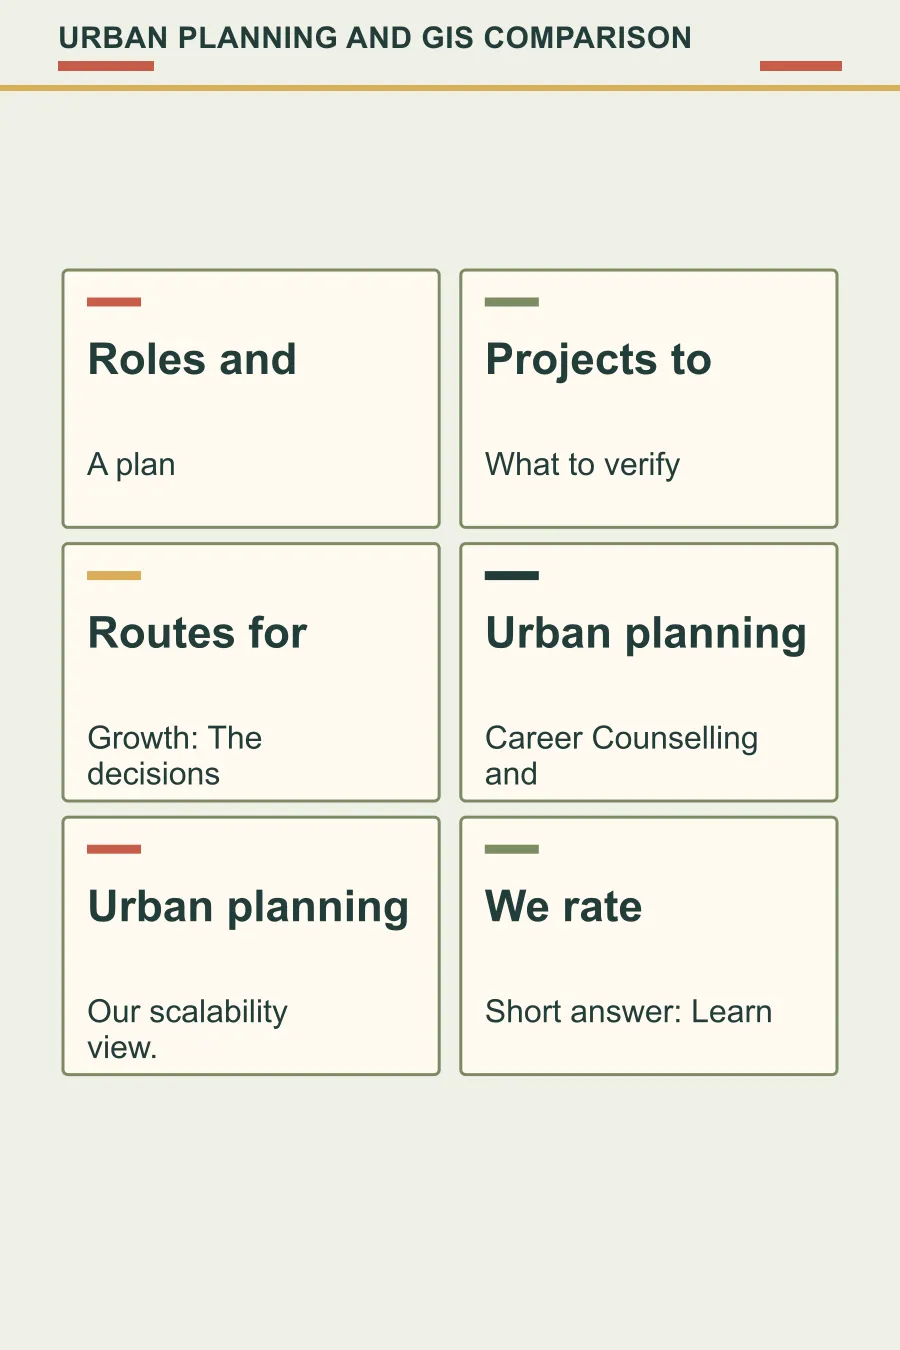 URBAN PLANNING AND GIS COMPARISON
Roles and
A plan
Projects to
What to verify
Routes for
Growth: The
decisions
Urban planning
Career Counselling
and
Urban planning
Our scalability
view.
We rate
Short answer: Learn